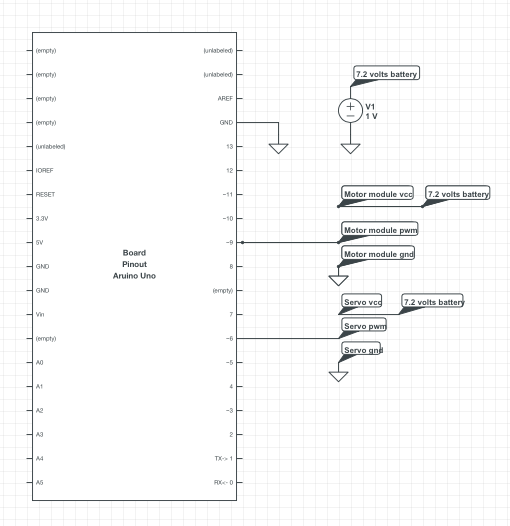 (empty)
(unlabeled)
(empty)
(unlabeled)
(empty)
AREF
(empty)
GND
(unlabeled)
13
IOREF
12
RESET
~11
3.3V
~10
5V
~9
GND
8
GND
(empty)
Vin
7
(empty)
~6
A0
~5
A1
4
A2
~3
A3
2
A4
TX-> 1
A5
RX<- 0
Board
Pinout
Aruino Uno
7.2 volts battery
V1
1 V
Motor module vcc
7.2 volts battery
Motor module pwm
Motor module gnd
Servo vcc
7.2 volts battery
Servo pwm
Servo gnd